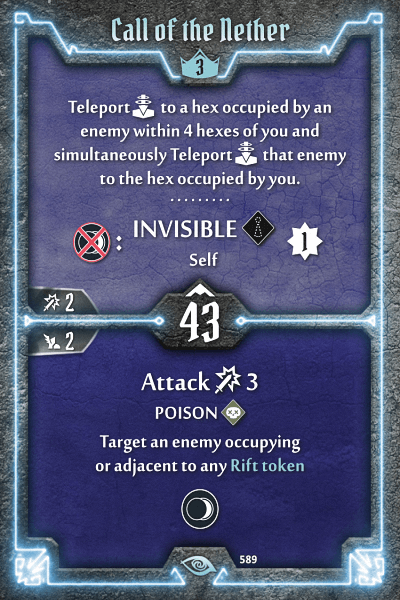 Call of the Nether
3
Teleport to a hex occupied by an
enemy within 4 hexes of you and
simultaneously Teleport that enemy
to the hex occupied by you.
.........
: INVISIBLE 1
Self
2
43
2
Attack 3
POISON
Target an enemy occupying
or adjacent to any Rift token
589